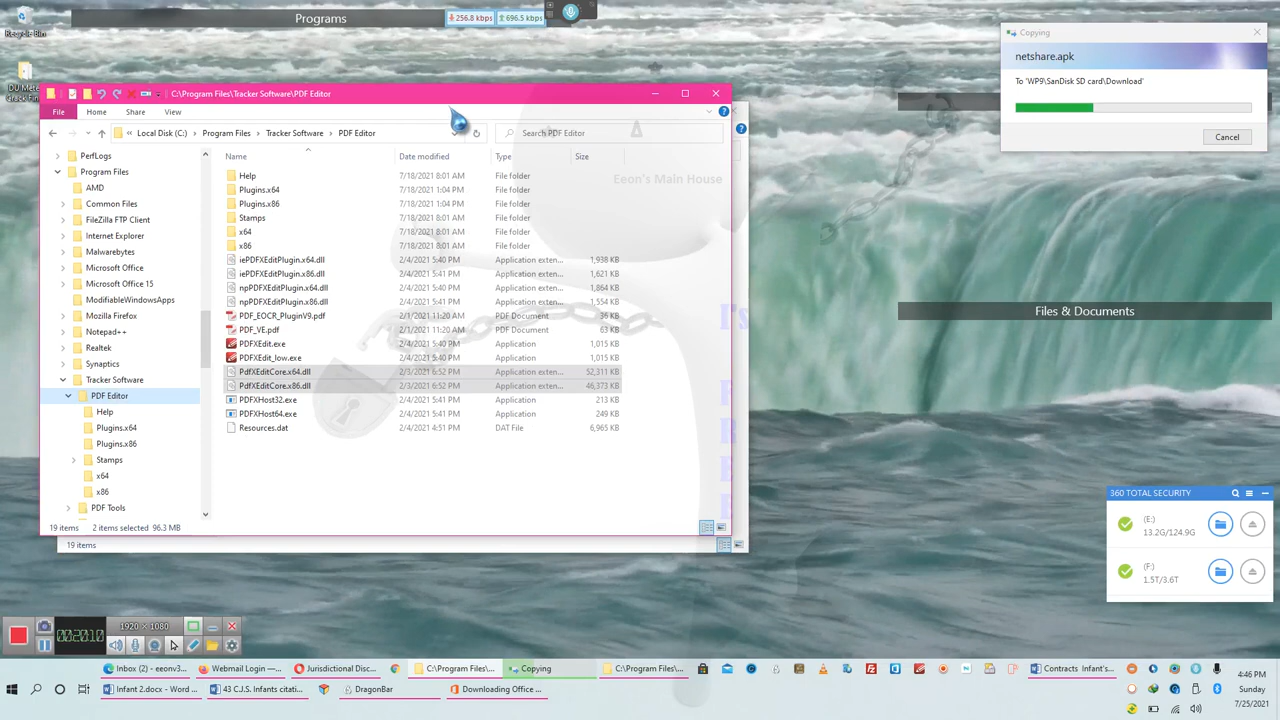 Recycle Bin
Programs
256.8 kbps
696.5 kbps
DU Mete
Crack Fin
Copying
netshare.apk
To 'WP9\SanDisk SD card\Download'
Cancel
C:\Program Files\Tracker Software\PDF Editor
File Home Share View
Local Disk (C:) Program Files Tracker Software PDF Editor
Search PDF Editor
Name Date modified Type Size
PerfLogs
Program Files
AMD
Common Files
FileZilla FTP Client
Internet Explorer
Malwarebytes
Microsoft Office
Microsoft Office 15
ModifiableWindowsApps
Mozilla Firefox
Notepad++
Realtek
Synaptics
Tracker Software
PDF Editor
Help
Plugins.x64
Plugins.x86
Stamps
x64
x86
PDF Tools
Help 7/18/2021 8:01 AM File folder
Plugins.x64 7/18/2021 1:04 PM File folder
Plugins.x86 7/18/2021 1:04 PM File folder
Stamps 7/18/2021 8:01 AM File folder
x64 7/18/2021 8:01 AM File folder
x86 7/18/2021 8:01 AM File folder
iePDFXEditPlugin.x64.dll 2/4/2021 5:40 PM Application exten... 1,938 KB
iePDFXEditPlugin.x86.dll 2/4/2021 5:41 PM Application exten... 1,621 KB
npPDFXEditPlugin.x64.dll 2/4/2021 5:40 PM Application exten... 1,864 KB
npPDFXEditPlugin.x86.dll 2/4/2021 5:41 PM Application exten... 1,554 KB
PDF_EOCR_PluginV9.pdf 2/1/2021 11:20 AM PDF Document 36 KB
PDF_VE.pdf 2/1/2021 11:20 AM PDF Document 63 KB
PDFXEdit.exe 2/4/2021 5:40 PM Application 1,015 KB
PDFXEdit_low.exe 2/4/2021 5:40 PM Application 1,015 KB
PdfXEditCore.x64.dll 2/3/2021 6:52 PM Application exten... 52,311 KB
PdfXEditCore.x86.dll 2/3/2021 6:52 PM Application exten... 46,373 KB
PDFXHost32.exe 2/4/2021 5:41 PM Application 213 KB
PDFXHost64.exe 2/4/2021 5:41 PM Application 249 KB
Resources.dat 2/4/2021 4:51 PM DAT File 6,965 KB
Eeon's Main House
19 items 2 items selected 96.3 MB
19 items
Files & Documents
360 TOTAL SECURITY
(E:)
13.2G/124.9G
(F:)
1.5T/3.6T
00:20:10
1920 × 1080
Inbox (2) - eeonv3...
Webmail Login —...
Jurisdictional Disc...
C:\Program Files\...
Copying
C:\Program Files\...
Contracts Infant's...
Infant 2.docx - Word ...
43 C.J.S. Infants citati...
DragonBar
Downloading Office ...
4:46 PM
Sunday
7/25/2021